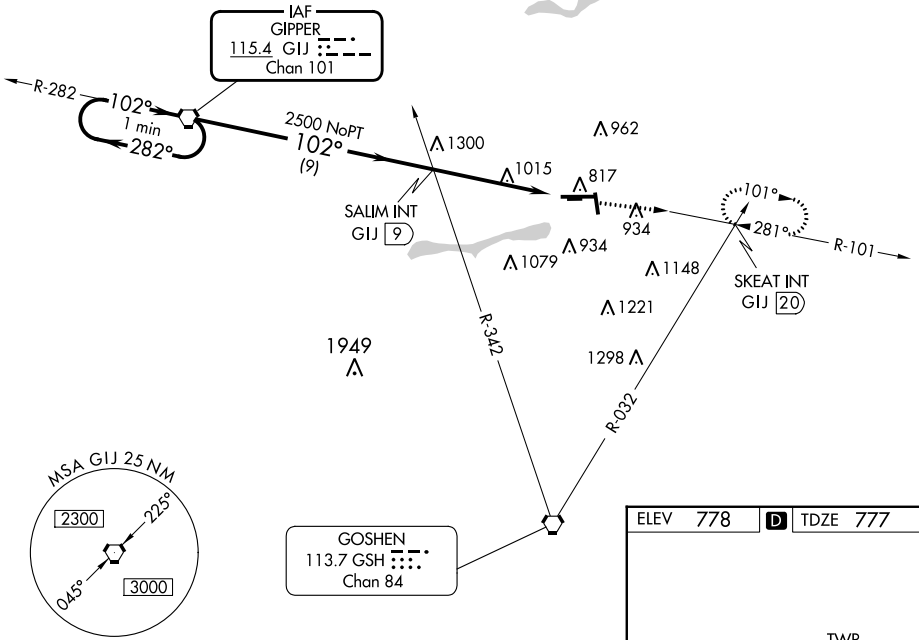 IAF
GIPPER
115.4 GIJ
Chan 101
R-282
102°
1 min
282°
2500 NoPT
102°
(9)
1300
962
1015
817
SALIM INT
GIJ 9
934
934
101°
281°
R-101
1079
1148
SKEAT INT
GIJ 20
1221
R-342
1949
1298
R-032
MSA GIJ 25 NM
2300
225°
045°
3000
GOSHEN
113.7 GSH
Chan 84
ELEV 778 D TDZE 777
TWR